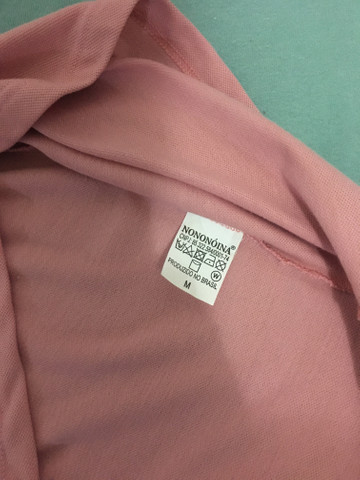 NONONÓINA®
PRODUZIDO NO BRASIL
W
M